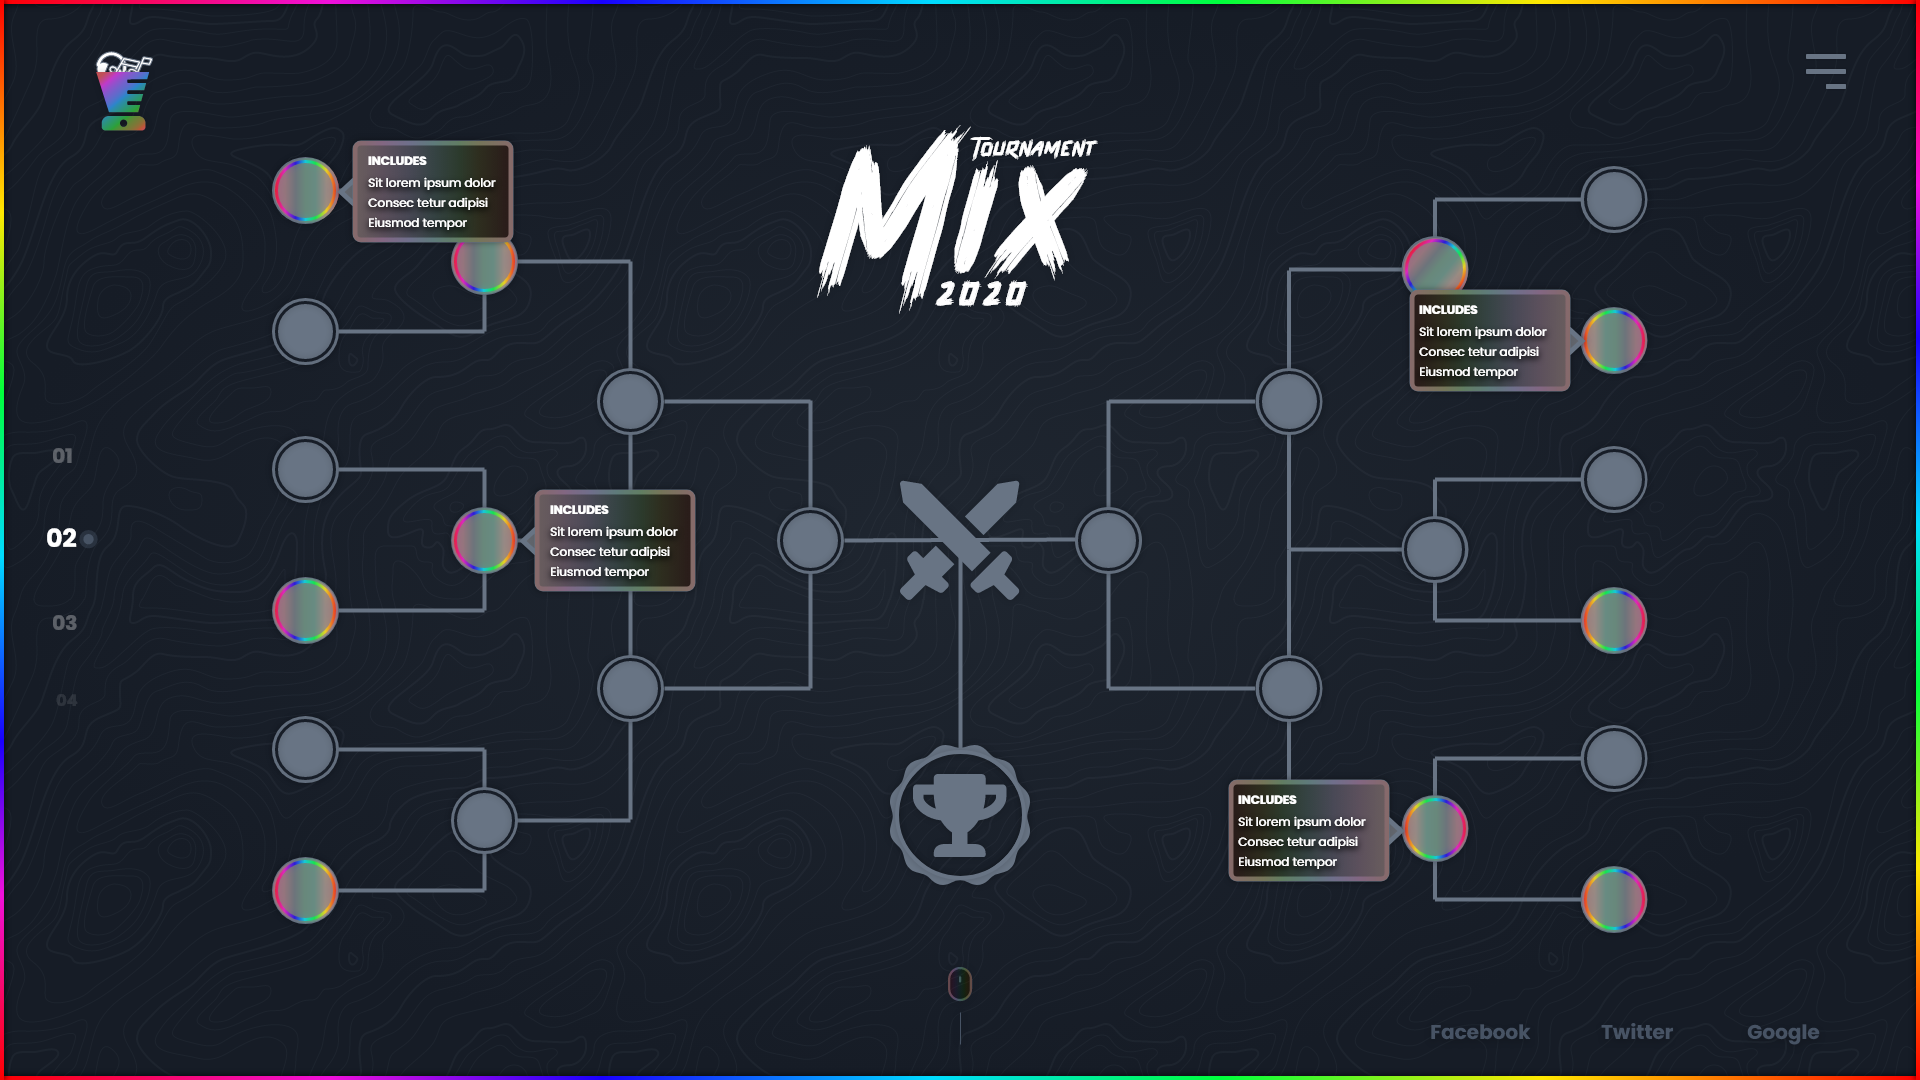 Tournament
Mix
2020
INCLUDES
Sit lorem ipsum dolor
Consec tetur adipisi
Eiusmod tempor
INCLUDES
Sit lorem ipsum dolor
Consec tetur adipisi
Eiusmod tempor
01
02
03
04
INCLUDES
Sit lorem ipsum dolor
Consec tetur adipisi
Eiusmod tempor
INCLUDES
Sit lorem ipsum dolor
Consec tetur adipisi
Eiusmod tempor
Facebook
Twitter
Google